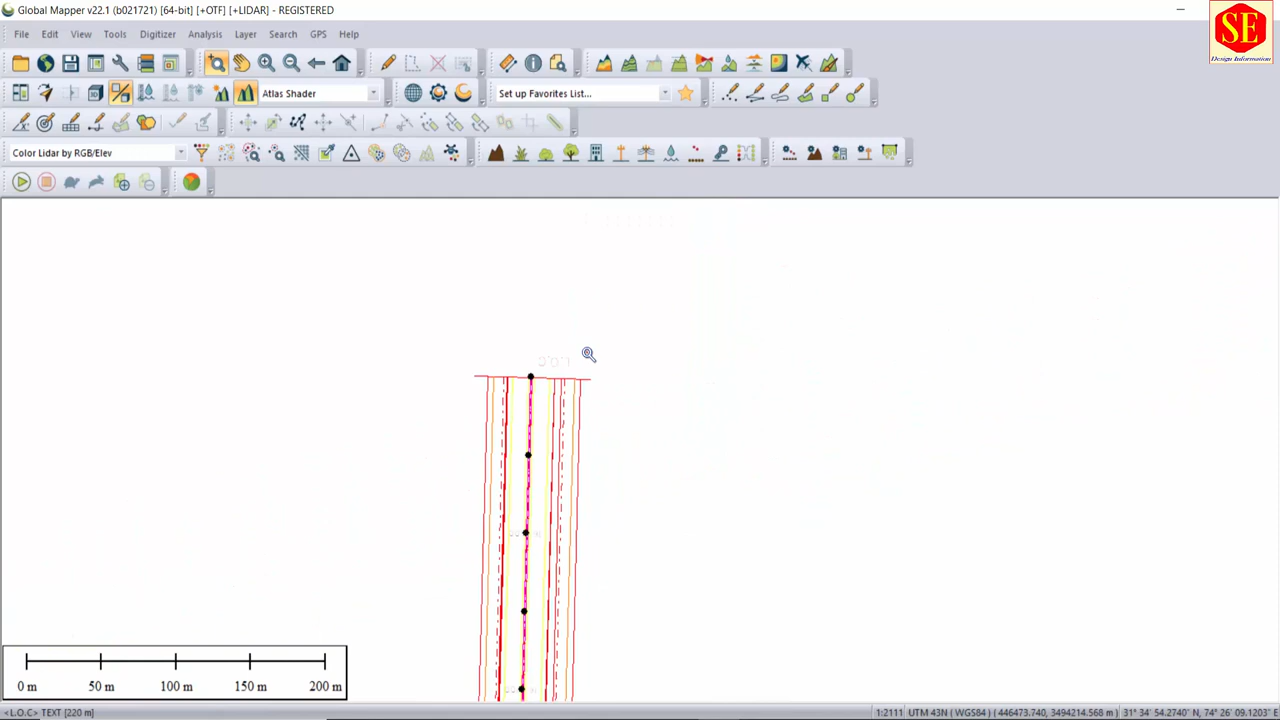 Global Mapper v22.1 (b021721) [64-bit] [+OTF] [+LIDAR] - REGISTERED
SE
Design Information
File Edit View Tools Digitizer Analysis Layer Search GPS Help
Atlas Shader
Set up Favorites List...
Color Lidar by RGB/Elev
L.O.C
0 m 50 m 100 m 150 m 200 m
<L.O.C> TEXT [220 m]
1:2111 UTM 43N ( WGS84 ) ( 446473.740, 3494214.568 m ) 31° 34' 54.2740" N, 74° 26' 09.1203" E